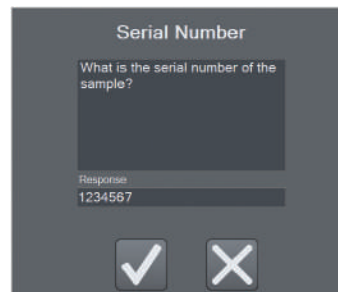 Serial Number
What is the serial number of the
sample?
Response
1234567